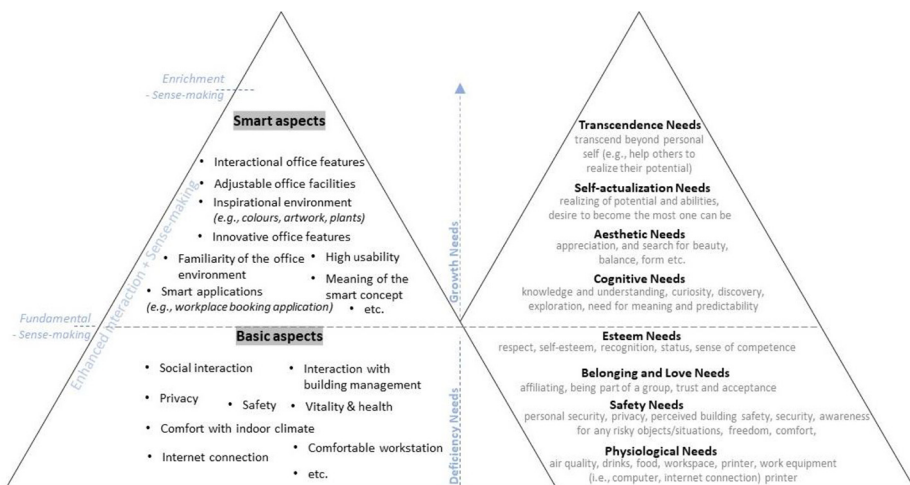 Enrichment
- Sense-making
Smart aspects
• Interactional office features
• Adjustable office facilities
• Inspirational environment
(e.g., colours, artwork, plants)
• Innovative office features
• Familiarity of the office
environment
• High usability
• Smart applications
(e.g., workplace booking application)
• Meaning of the
smart concept
• etc.
Enhanced Interaction + Sense-making
Fundamental
- Sense-making
Basic aspects
• Social interaction
• Interaction with
building management
• Privacy
• Safety
• Vitality & health
• Comfort with indoor climate
• Comfortable workstation
• Internet connection
• etc.
Growth Needs
Deficiency Needs
Transcendence Needs
transcend beyond personal
self (e.g., help others to
realize their potential)
Self-actualization Needs
realizing of potential and abilities,
desire to become the most one can be
Aesthetic Needs
appreciation, and search for beauty,
balance, form etc.
Cognitive Needs
knowledge and understanding, curiosity, discovery,
exploration, need for meaning and predictability
Esteem Needs
respect, self-esteem, recognition, status, sense of competence
Belonging and Love Needs
affiliating, being part of a group, trust and acceptance
Safety Needs
personal security, privacy, perceived building safety, security, awareness
for any risky objects/situations, freedom, comfort,
Physiological Needs
air quality, drinks, food, workspace, printer, work equipment
(i.e., computer, internet connection) printer